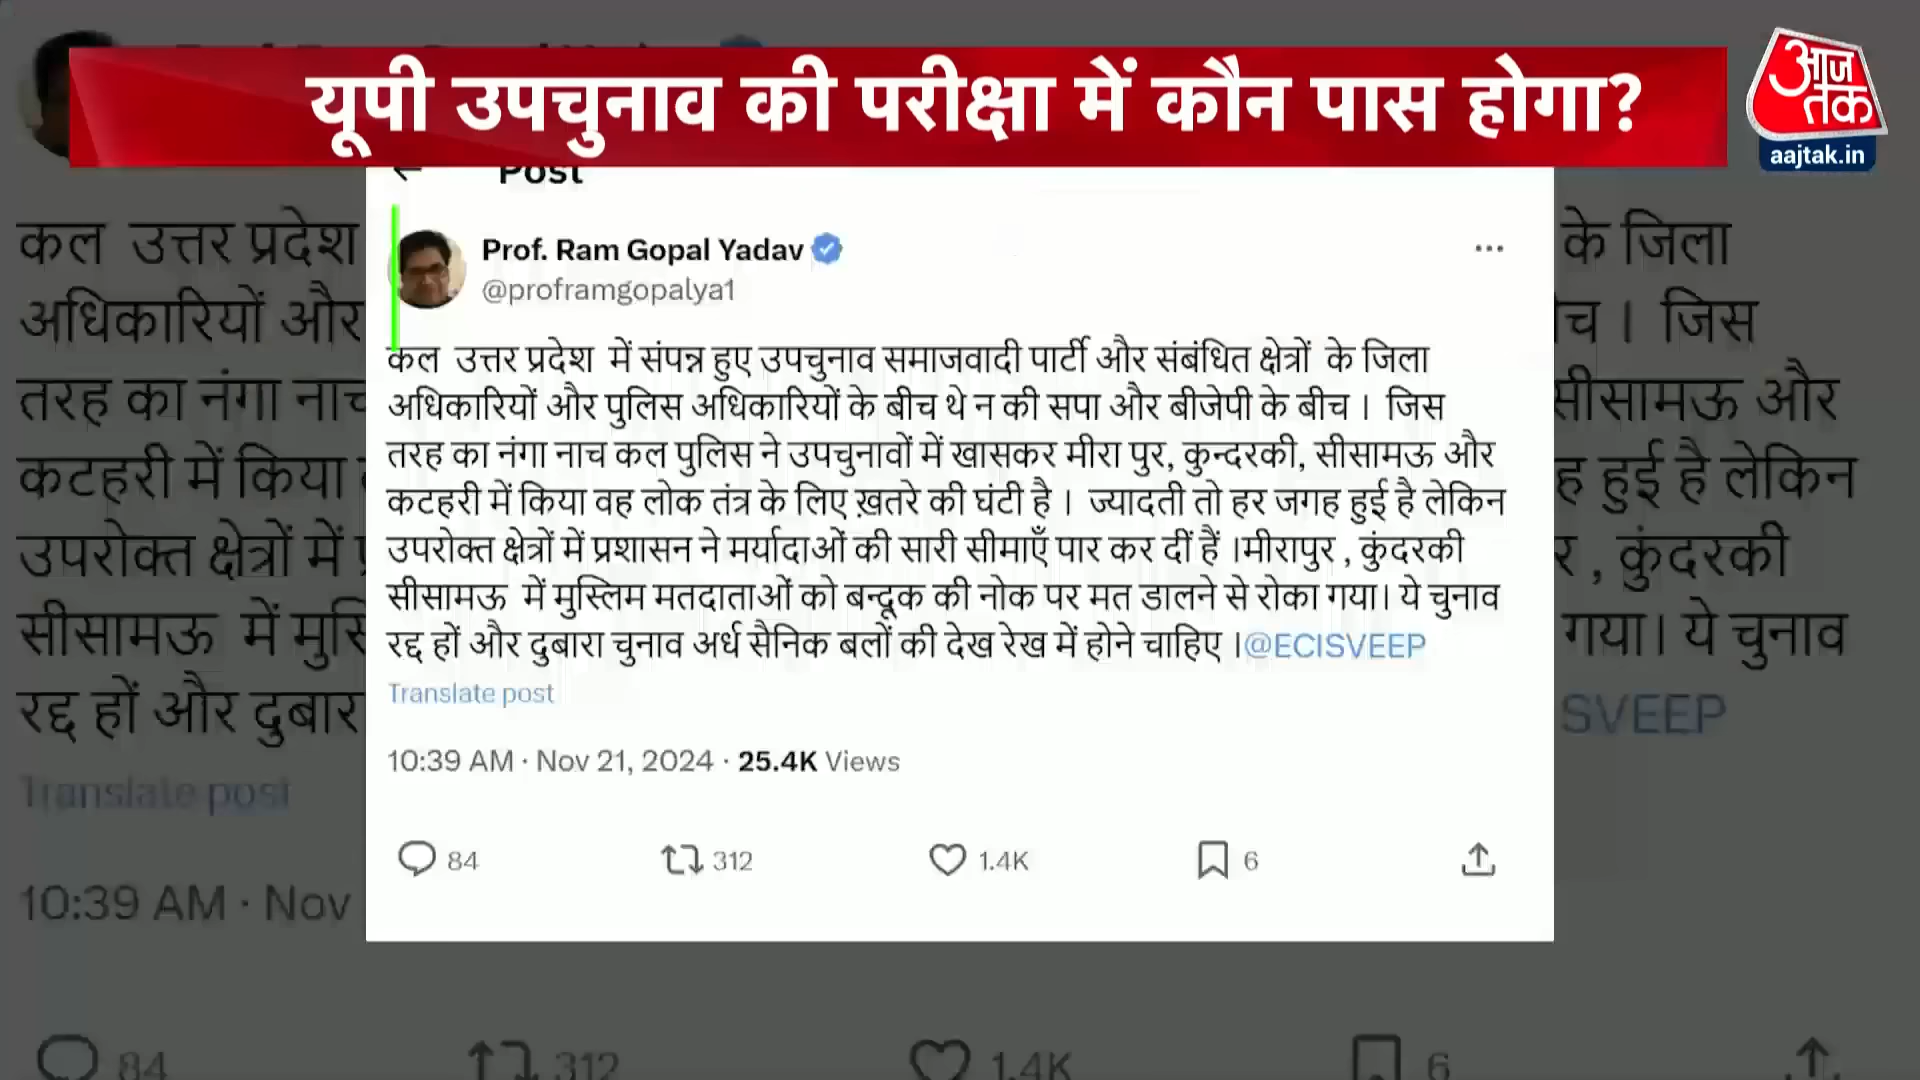 यूपी उपचुनाव की परीक्षा में कौन पास होगा?
आज
तक
aajtak.in
Post
Prof. Ram Gopal Yadav
@proframgopalya1
कल उत्तर प्रदेश में संपन्न हुए उपचुनाव समाजवादी पार्टी और संबंधित क्षेत्रों के जिला
अधिकारियों और पुलिस अधिकारियों के बीच थे न की सपा और बीजेपी के बीच । जिस
तरह का नंगा नाच कल पुलिस ने उपचुनावों में खासकर मीरा पुर, कुन्दरकी, सीसामऊ और
कटहरी में किया वह लोक तंत्र के लिए ख़तरे की घंटी है । ज्यादती तो हर जगह हुई है लेकिन
उपरोक्त क्षेत्रों में प्रशासन ने मर्यादाओं की सारी सीमाएँ पार कर दीं हैं ।मीरापुर , कुंदरकी
सीसामऊ में मुस्लिम मतदाताओं को बन्दूक की नोक पर मत डालने से रोका गया। ये चुनाव
रद्द हों और दुबारा चुनाव अर्ध सैनिक बलों की देख रेख में होने चाहिए ।@ECISVEEP
Translate post
10:39 AM · Nov 21, 2024 · 25.4K Views
84 312 1.4K 6
कल उत्तर प्रदेश के जिला
अधिकारियों और बीच । जिस
तरह का नंगा नाच सीसामऊ और
कटहरी में किया ह हुई है लेकिन
उपरोक्त क्षेत्रों में र , कुंदरकी
सीसामऊ में गया। ये चुनाव
रद्द हों और दुबार SVEEP
Translate post
10:39 AM · Nov
84 312 1.4K 6